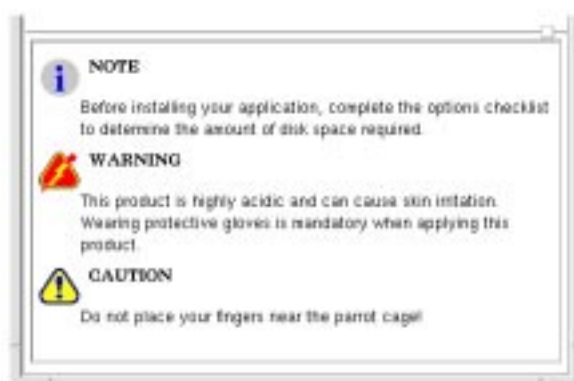 NOTE
Before installing your application, complete the options checklist
to determine the amount of disk space required.
WARNING
This product is highly acidic and can cause skin irritation.
Wearing protective gloves is mandatory when applying this
product.
CAUTION
Do not place your fingers near the parrot cage!